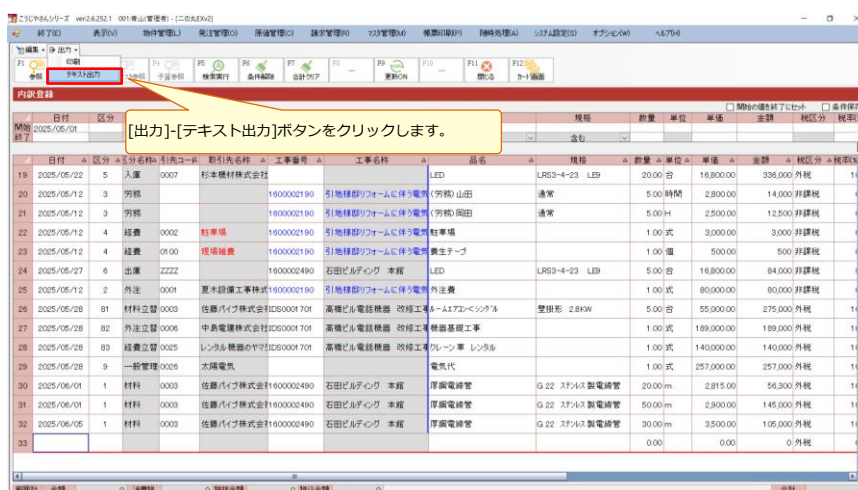 こうじやさんシリーズ ver.2.6.252.1 001:青山(管理者) - [二の丸EXv2]
終了(E) 表示(V) 物件管理(L) 発注管理(O) 原価管理(C) 請求管理(R) マスタ管理(M) 帳票印刷(P) 随時処理(A) システム設定(S) オプション(W) ヘルプ(H)
編集 出力
F1 参照 F4 予算参照 F5 検索実行 F6 条件解除 F7 合計クリア F8 F9 更新ON F10 F11 閉じる F12 カード画面
印刷
テキスト出力
内訳登録
[出力]-[テキスト出力]ボタンをクリックします。
開始の値を終了にセット 条件保存
日付 区分 規格 数量 単位 単価 金額 税区分 税率(
開始 2025/05/01
終了 含む
日付 区分 区分名称 引先コード 取引先名称 工事番号 工事名称 品名 規格 数量 単位 単価 金額 税区分 税率(%
19 2025/05/22 5 入庫 0007 杉本機材株式会社 LED LRS3-4-23 LE9 20.00 台 16,800.00 336,000 外税
20 2025/05/12 3 労務 1600002190 引地様邸リフォームに伴う電気 (労務)山田 通常 5.00 時間 2,800.00 14,000 非課税
21 2025/05/12 3 労務 1600002190 引地様邸リフォームに伴う電気 (労務)岡田 通常 5.00 H 2,500.00 12,500 非課税
22 2025/05/12 4 経費 0002 駐車場 1600002190 引地様邸リフォームに伴う電気 駐車場 1.00 式 3,000.00 3,000 非課税
23 2025/05/12 4 経費 0100 現場雑費 1600002190 引地様邸リフォームに伴う電気 養生テープ 1.00 個 500.00 500 非課税
24 2025/05/27 6 出庫 ZZZZ 1600002490 石田ビルディング 本館 LED LRS3-4-23 LE9 5.00 台 16,800.00 84,000 非課税
25 2025/05/12 2 外注 0001 夏木設備工事株式 1600002190 引地様邸リフォームに伴う電気 外注費 1.00 式 80,000.00 80,000 非課税
26 2025/05/28 81 材料立替 0003 佐藤パイプ株式会社 IDS0001701 高橋ビル電話機器 改修工事 ルームエアコン<シングル 壁掛形 2.8KW 5.00 台 55,000.00 275,000 外税
27 2025/05/28 82 外注立替 0006 中島電建株式会社 IDS0001701 高橋ビル電話機器 改修工事 機器基礎工事 1.00 式 189,000.00 189,000 外税
28 2025/05/28 83 経費立替 0025 レンタル機器のヤマ IDS0001701 高橋ビル電話機器 改修工事 クレーン車 レンタル 1.00 式 140,000.00 140,000 外税
29 2025/05/28 9 一般管理 0026 太陽電気 電気代 1.00 式 257,000.00 257,000 外税
30 2025/06/01 1 材料 0003 佐藤パイプ株式会社 1600002490 石田ビルディング 本館 厚鋼電線管 G 22 ステンレス製電線管 20.00 m 2,815.00 56,300 外税
31 2025/06/01 1 材料 0003 佐藤パイプ株式会社 1600002490 石田ビルディング 本館 厚鋼電線管 G 22 ステンレス製電線管 50.00 m 2,900.00 145,000 外税
32 2025/06/05 1 材料 0003 佐藤パイプ株式会社 1600002490 石田ビルディング 本館 厚鋼電線管 G 22 ステンレス製電線管 30.00 m 3,500.00 105,000 外税
33 0.00 0.00 0 外税